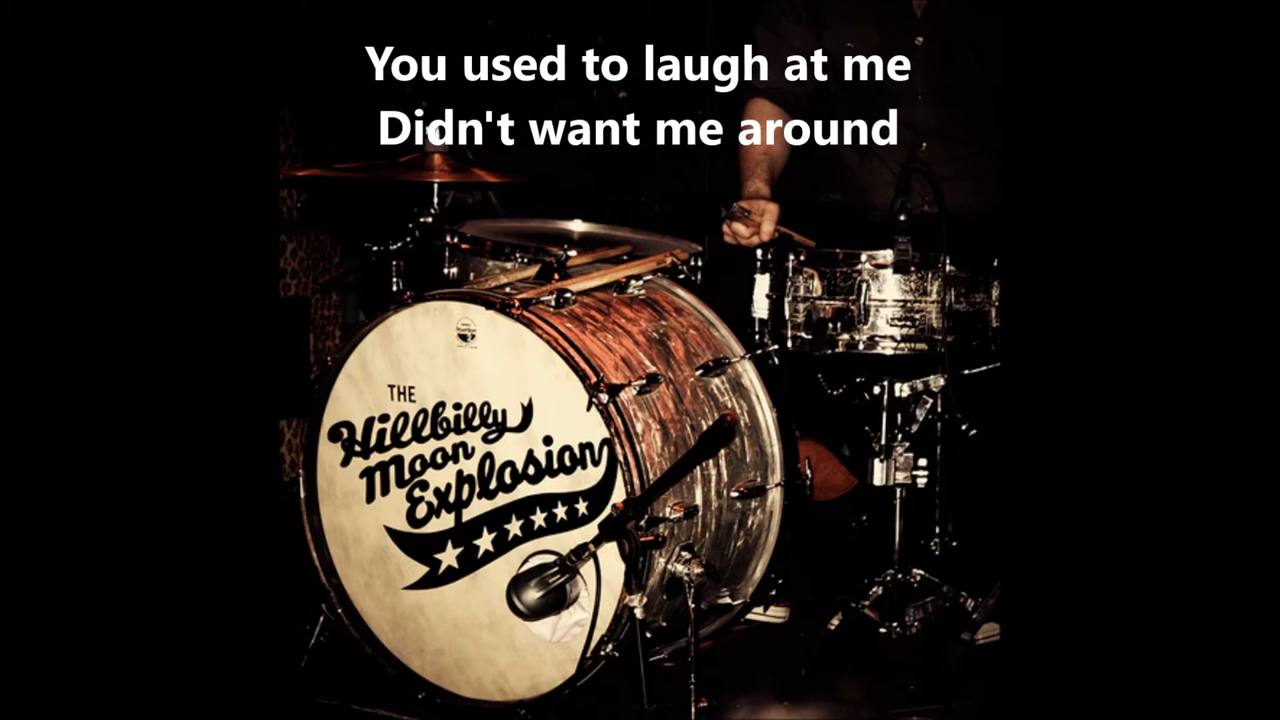 You used to laugh at me
Didn't want me around
THE
Hillbilly
Moon
Explosion